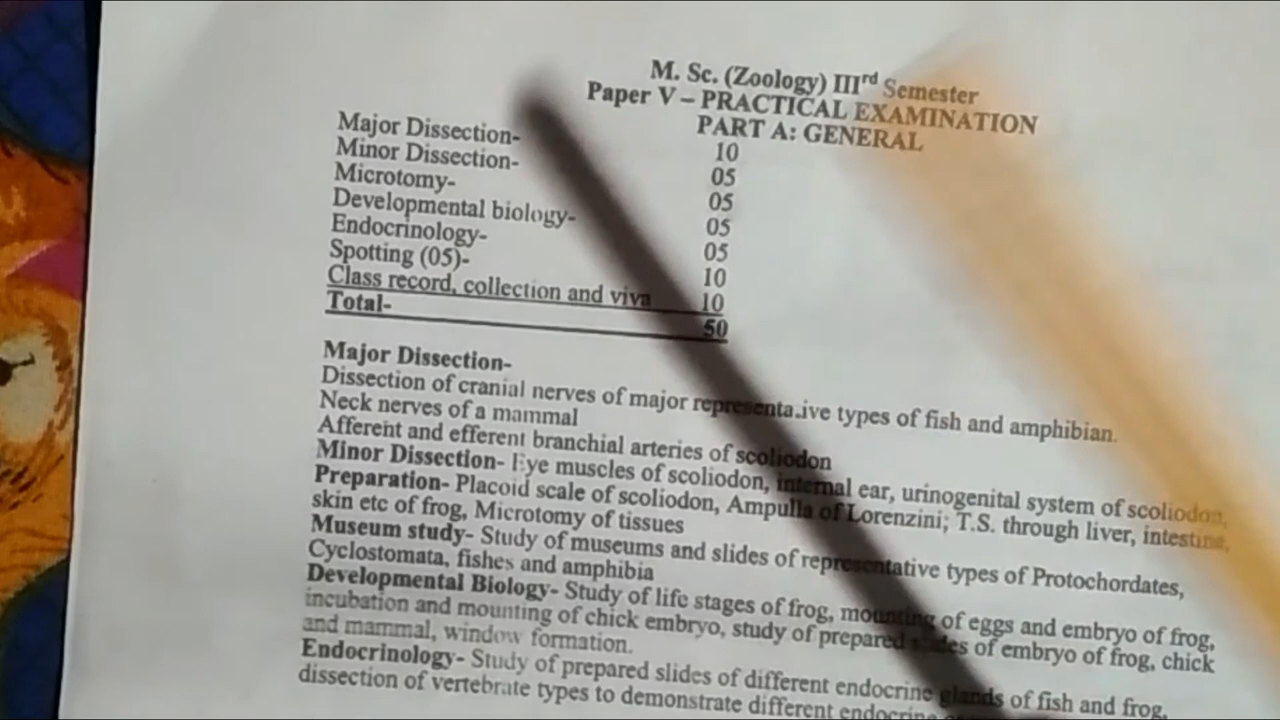 M. Sc. (Zoology) IIIrd Semester
Paper V – PRACTICAL EXAMINATION
PART A: GENERAL
Major Dissection- 10
Minor Dissection- 05
Microtomy- 05
Developmental biology- 05
Endocrinology- 05
Spotting (05)- 10
Class record, collection and viva 10
Total- 50
Major Dissection-
Dissection of cranial nerves of major representative types of fish and amphibian.
Neck nerves of a mammal
Afferent and efferent branchial arteries of scoliodon
Minor Dissection- Eye muscles of scoliodon, internal ear, urinogenital system of scoliodon,
Preparation- Placoid scale of scoliodon, Ampulla of Lorenzini; T.S. through liver, intestine,
skin etc of frog, Microtomy of tissues
Museum study- Study of museums and slides of representative types of Protochordates,
Cyclostomata, fishes and amphibia
Developmental Biology- Study of life stages of frog, mounting of eggs and embryo of frog,
incubation and mounting of chick embryo, study of prepared slides of embryo of frog, chick
and mammal, window formation.
Endocrinology- Study of prepared slides of different endocrine glands of fish and frog,
dissection of vertebrate types to demonstrate different endocrine